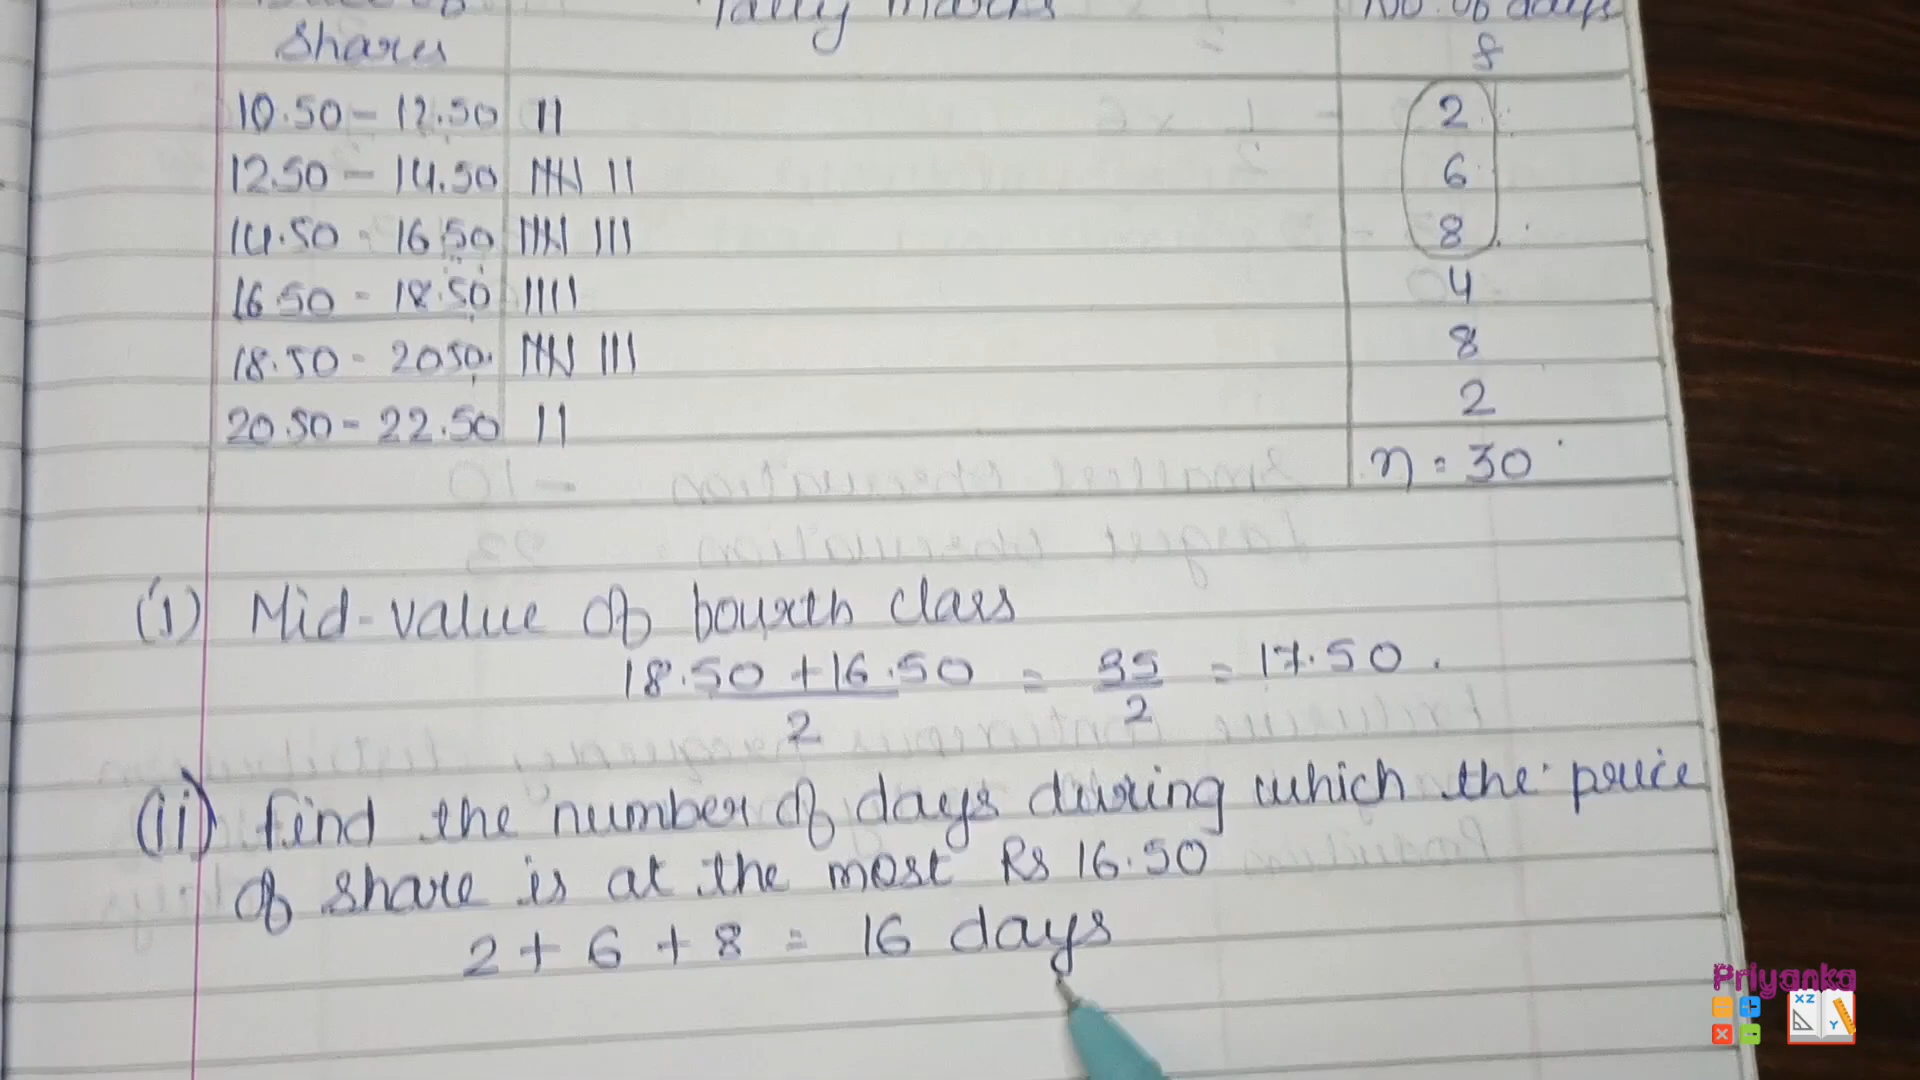 Shares Tally marks No. of days
f
10.50 - 12.50 || 2
12.50 - 14.50 |||| || 6
14.50 - 16.50 |||| ||| 8
16.50 - 18.50 |||| 4
18.50 - 20.50 |||| ||| 8
20.50 - 22.50 || 2
n = 30
(i) Mid-value of fourth class
18.50 + 16.50 / 2 = 35 / 2 = 17.50.
(ii) find the number of days during which the price
of share is at the most Rs 16.50
2 + 6 + 8 = 16 days
Priyanka
XZ
Y